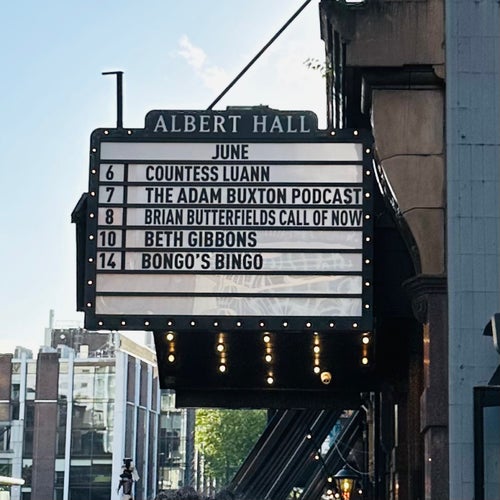 ALBERT HALL
JUNE
6 COUNTESS LUANN
7 THE ADAM BUXTON PODCAST
8 BRIAN BUTTERFIELDS CALL OF NOW
10 BETH GIBBONS
14 BONGO'S BINGO